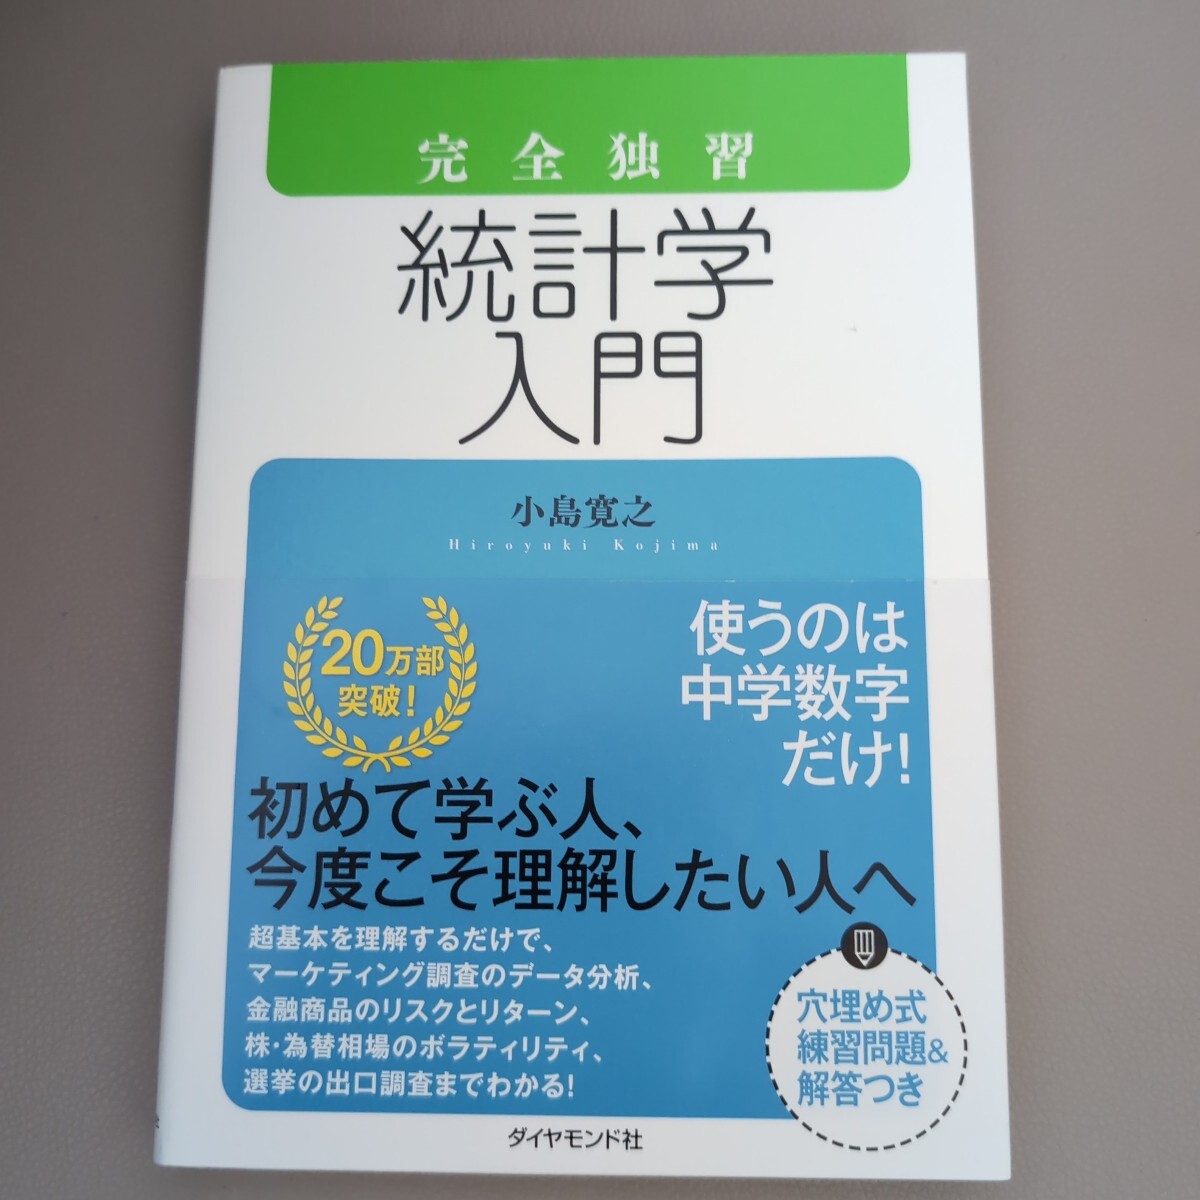 完全独習
統計学
入門
小島寛之
Hiroyuki Kojima
20万部
突破!
使うのは
中学数字
だけ!
初めて学ぶ人、
今度こそ理解したい人へ
超基本を理解するだけで、
マーケティング調査のデータ分析、
金融商品のリスクとリターン、
株・為替相場のボラティリティ、
選挙の出口調査までわかる!
穴埋め式
練習問題&
解答つき
ダイヤモンド社